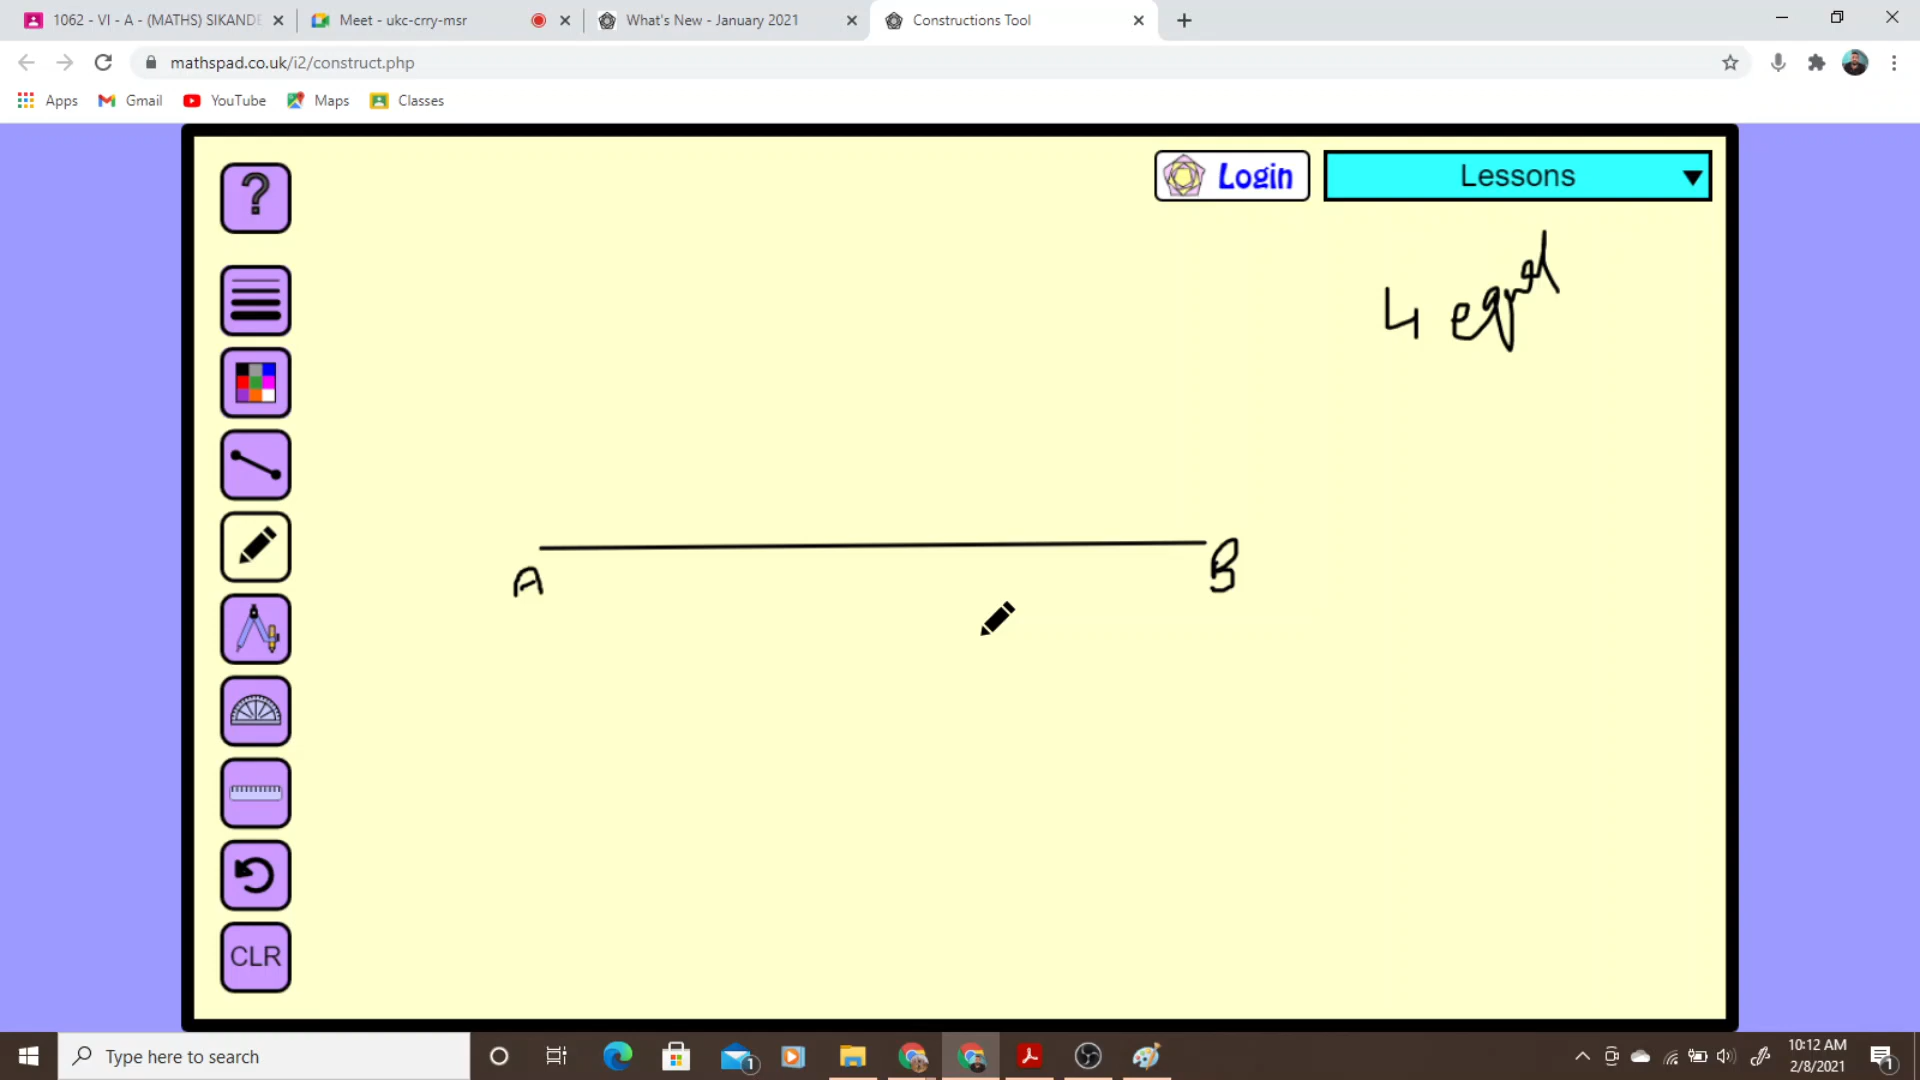 1062 - VI - A - (MATHS) SIKANDE
Meet - ukc-crry-msr
What's New - January 2021
Constructions Tool
mathspad.co.uk/i2/construct.php
Apps
Gmail
YouTube
Maps
Classes
?
Login
Lessons
4 equal
A
B
CLR
Type here to search
1
10:12 AM
2/8/2021
1